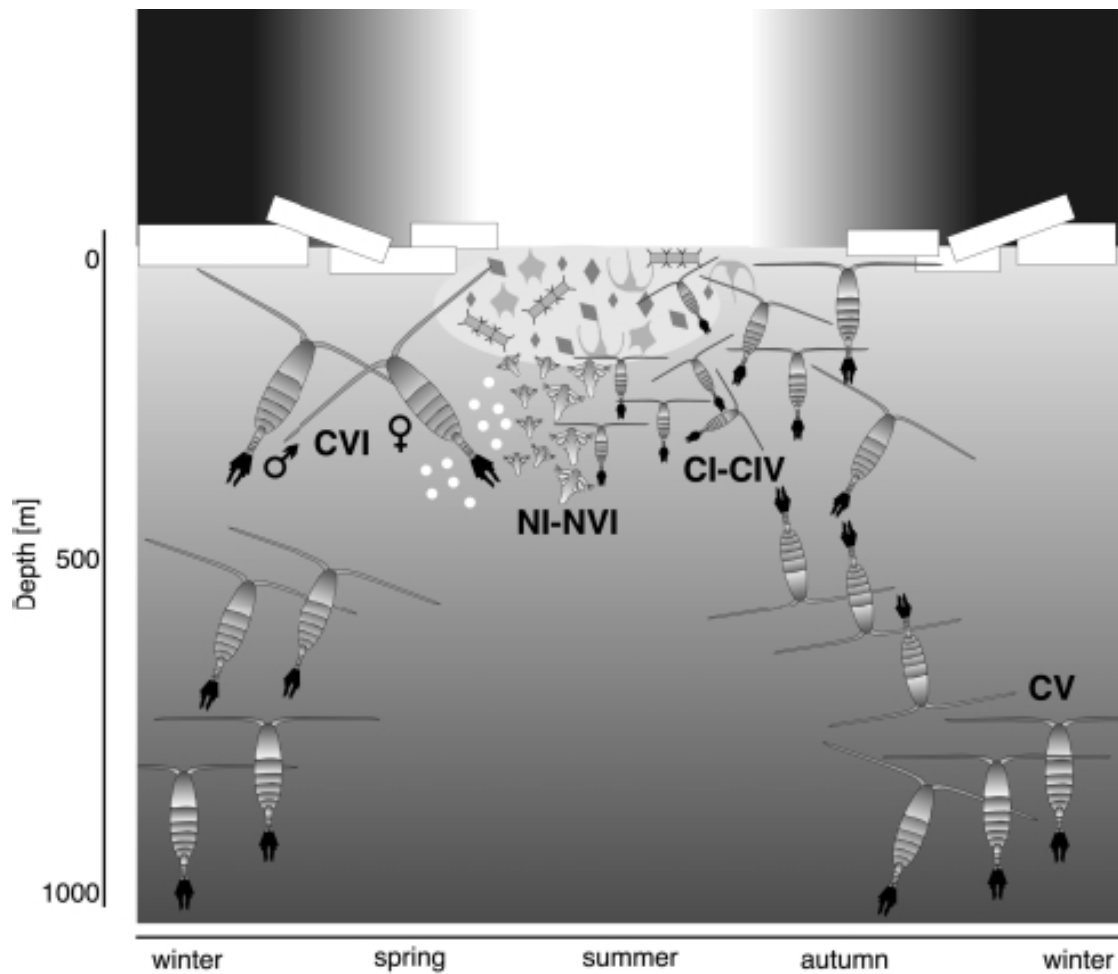 0
CVI
CI-CIV
NI-NVI
500
Depth [m]
CV
1000
winter
spring
summer
autumn
winter